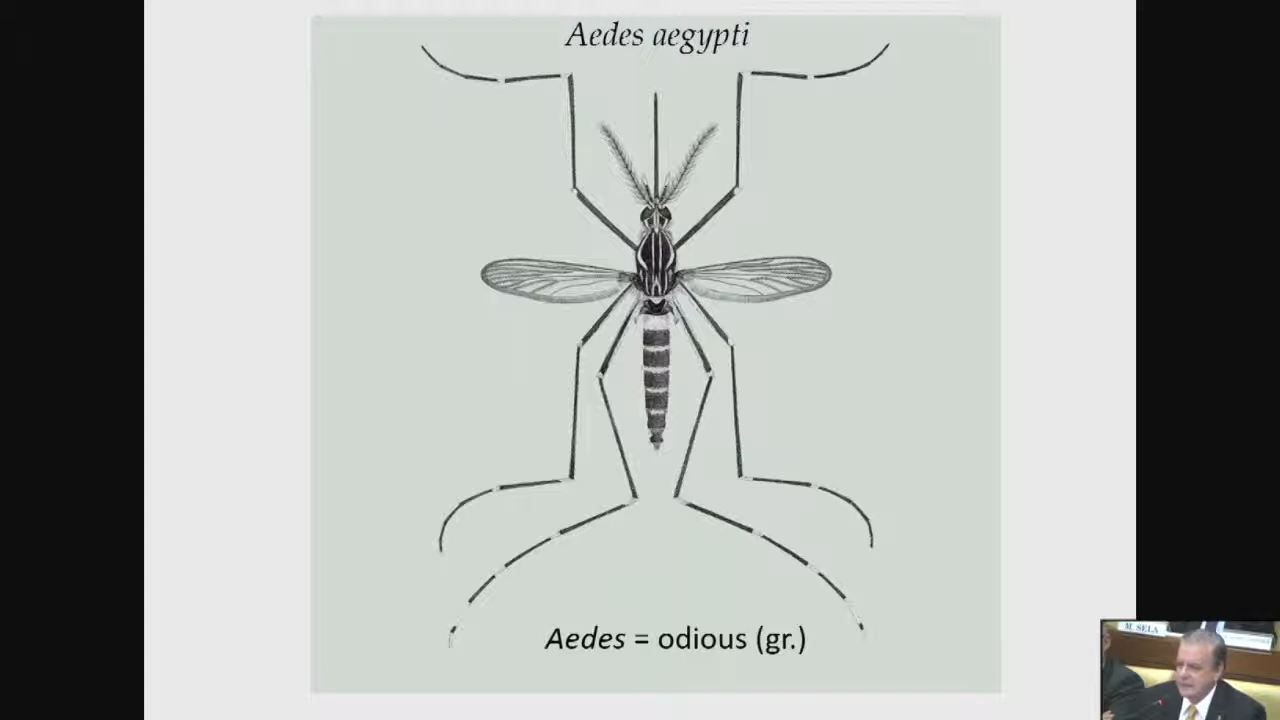 Aedes aegypti
Aedes = odious (gr.)
M. SELA